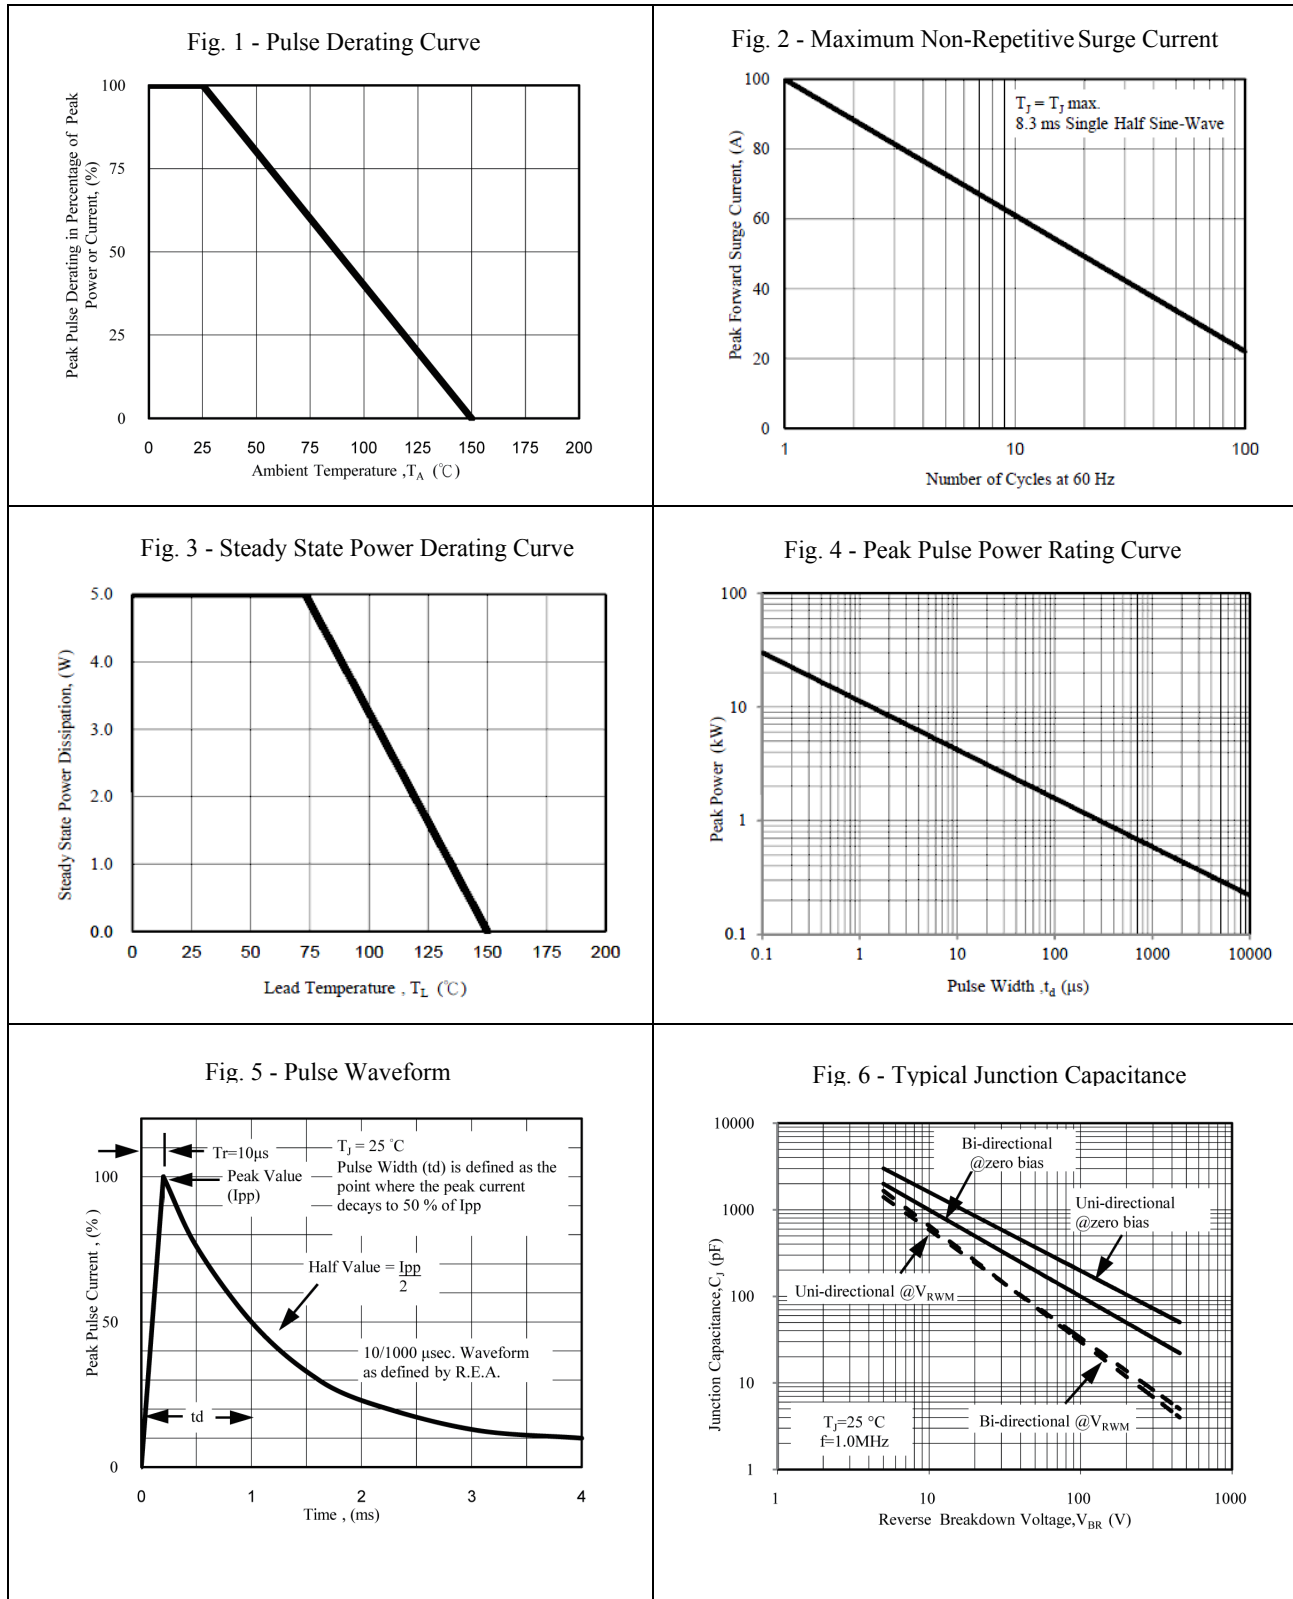 Fig. 1 - Pulse Derating Curve
Peak Pulse Derating in Percentage of Peak
Power or Current, (%)
100
75
50
25
0
0 25 50 75 100 125 150 175 200
Ambient Temperature ,T_A (℃)
Fig. 2 - Maximum Non-Repetitive Surge Current
Peak Forward Surge Current, (A)
100
80
60
40
20
0
T_J = T_J max.
8.3 ms Single Half Sine-Wave
1 10 100
Number of Cycles at 60 Hz
Fig. 3 - Steady State Power Derating Curve
Steady State Power Dissipation, (W)
5.0
4.0
3.0
2.0
1.0
0.0
0 25 50 75 100 125 150 175 200
Lead Temperature , T_L (℃)
Fig. 4 - Peak Pulse Power Rating Curve
Peak Power (kW)
100
10
1
0.1
0.1 1 10 100 1000 10000
Pulse Width ,t_d (µs)
Fig. 5 - Pulse Waveform
Peak Pulse Current , (%)
100
50
0
Tr=10µs
Peak Value
(Ipp)
T_J = 25 °C
Pulse Width (td) is defined as the
point where the peak current
decays to 50 % of Ipp
Half Value = Ipp
2
10/1000 µsec. Waveform
as defined by R.E.A.
td
0 1 2 3 4
Time , (ms)
Fig. 6 - Typical Junction Capacitance
Junction Capacitance,C_J (pF)
10000
1000
100
10
1
Bi-directional
@zero bias
Uni-directional
@zero bias
Uni-directional @V_RWM
Bi-directional @V_RWM
T_J=25 °C
f=1.0MHz
1 10 100 1000
Reverse Breakdown Voltage,V_BR (V)